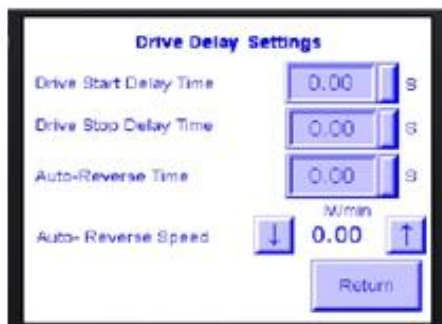 Drive Delay Settings
Drive Start Delay Time 0.00 S
Drive Stop Delay Time 0.00 S
Auto-Reverse Time 0.00 S
M/min
Auto- Reverse Speed ↓ 0.00 ↑
Return